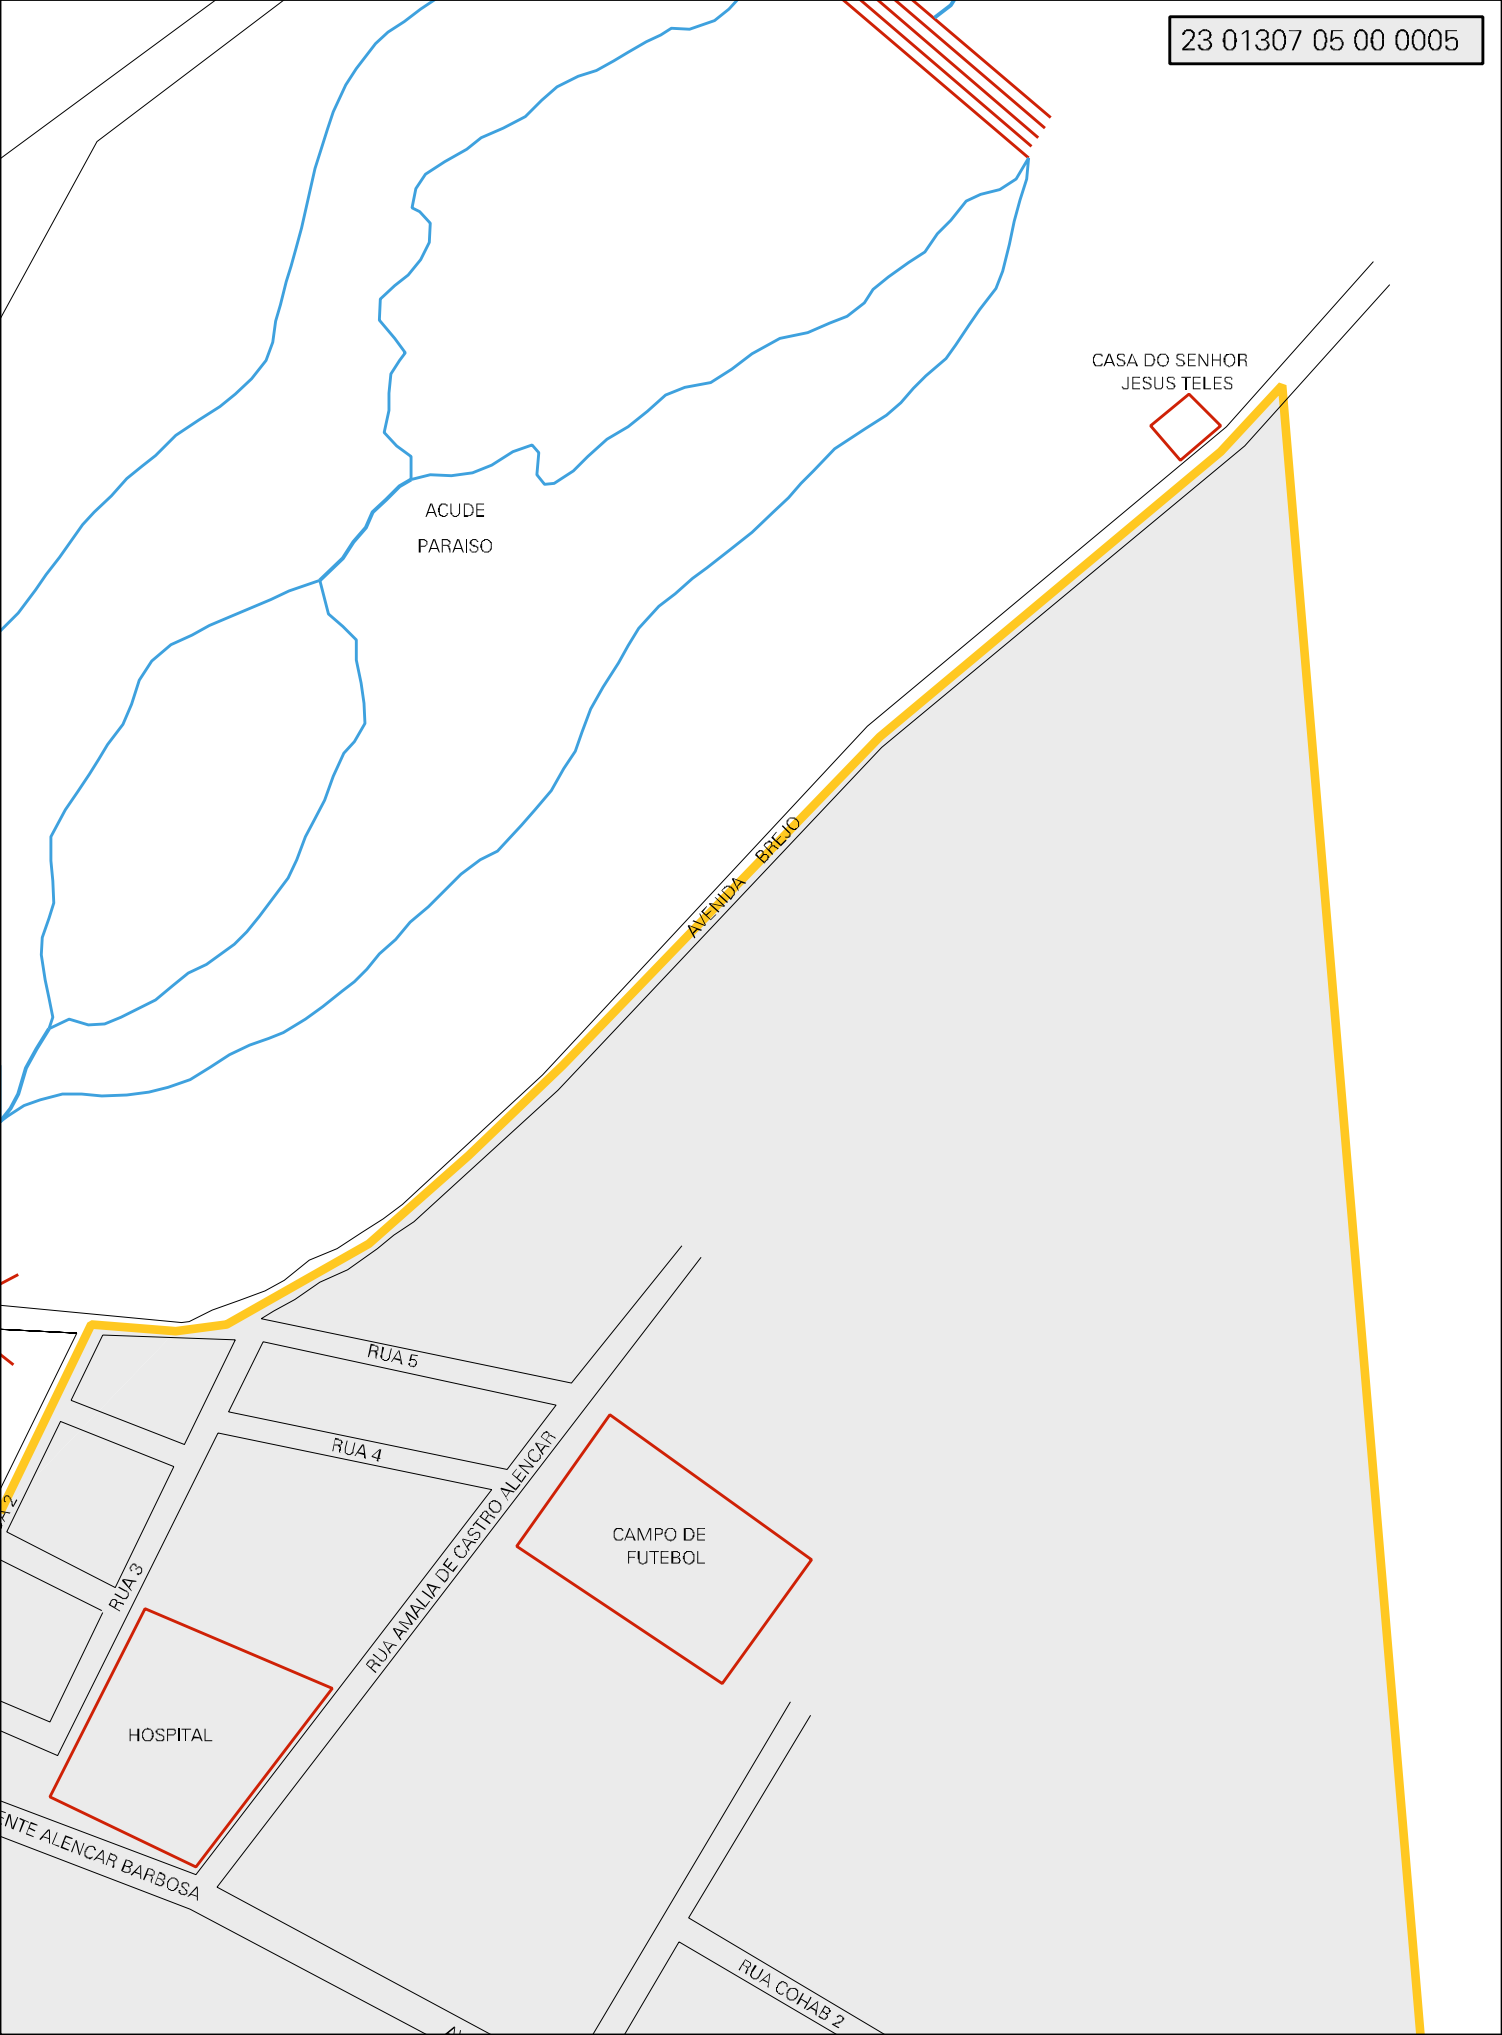 23 01307 05 00 0005
CASA DO SENHOR
JESUS TELES
ACUDE
PARAISO
AVENIDA BREJO
RUA 5
RUA 4
RUA AMALIA DE CASTRO ALENCAR
CAMPO DE
FUTEBOL
RUA 3
HOSPITAL
ENTE ALENCAR BARBOSA
RUA COHAB 2